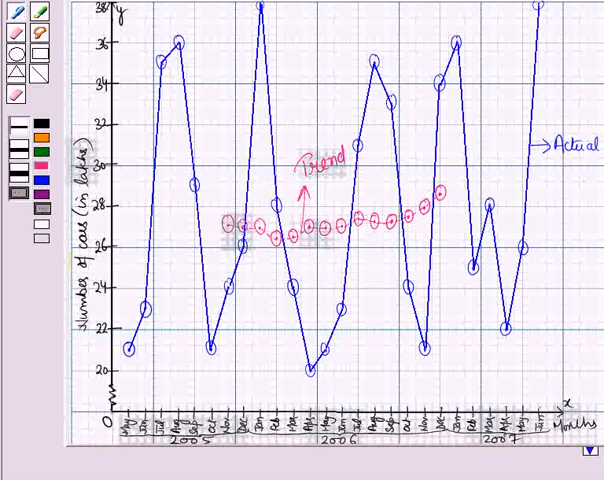 y
38
36
34
32
30
28
26
24
22
20
0
Number of cars (in lakhs)
Trend
Actual
May Jun Jul Aug Sep Oct Nov Dec Jan Feb Mar Apr May Jun Jul Aug Sep Oct Nov Dec Jan Feb Mar Apr May Jun
x
Months
2005 2006 2007